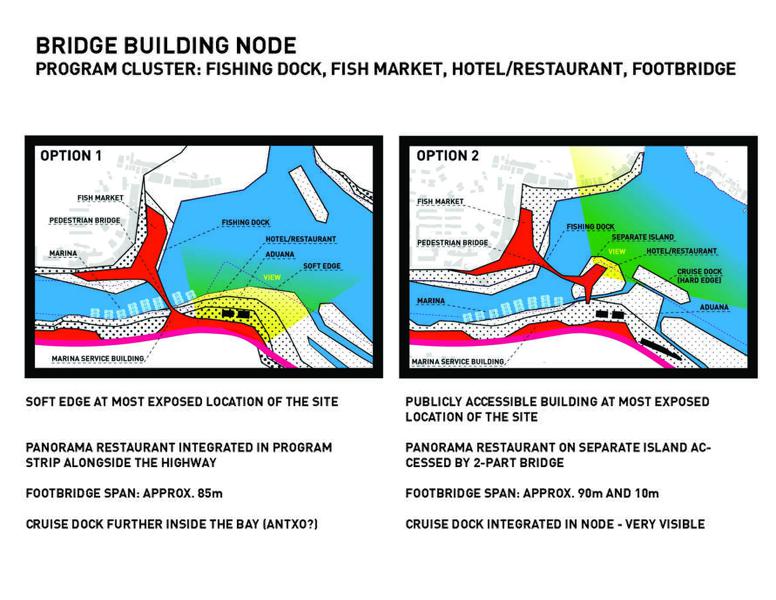 BRIDGE BUILDING NODE
PROGRAM CLUSTER: FISHING DOCK, FISH MARKET, HOTEL/RESTAURANT, FOOTBRIDGE
OPTION 1
FISH MARKET
PEDESTRIAN BRIDGE
FISHING DOCK
HOTEL/RESTAURANT
MARINA
ADUANA
SOFT EDGE
VIEW
MARINA SERVICE BUILDING
OPTION 2
FISH MARKET
FISHING DOCK
SEPARATE ISLAND
PEDESTRIAN BRIDGE
VIEW
HOTEL/RESTAURANT
CRUISE DOCK
(HARD EDGE)
MARINA
ADUANA
MARINA SERVICE BUILDING
SOFT EDGE AT MOST EXPOSED LOCATION OF THE SITE
PANORAMA RESTAURANT INTEGRATED IN PROGRAM
STRIP ALONGSIDE THE HIGHWAY
FOOTBRIDGE SPAN: APPROX. 85m
CRUISE DOCK FURTHER INSIDE THE BAY (ANTXO?)
PUBLICLY ACCESSIBLE BUILDING AT MOST EXPOSED
LOCATION OF THE SITE
PANORAMA RESTAURANT ON SEPARATE ISLAND AC-
CESSED BY 2-PART BRIDGE
FOOTBRIDGE SPAN: APPROX. 90m AND 10m
CRUISE DOCK INTEGRATED IN NODE - VERY VISIBLE